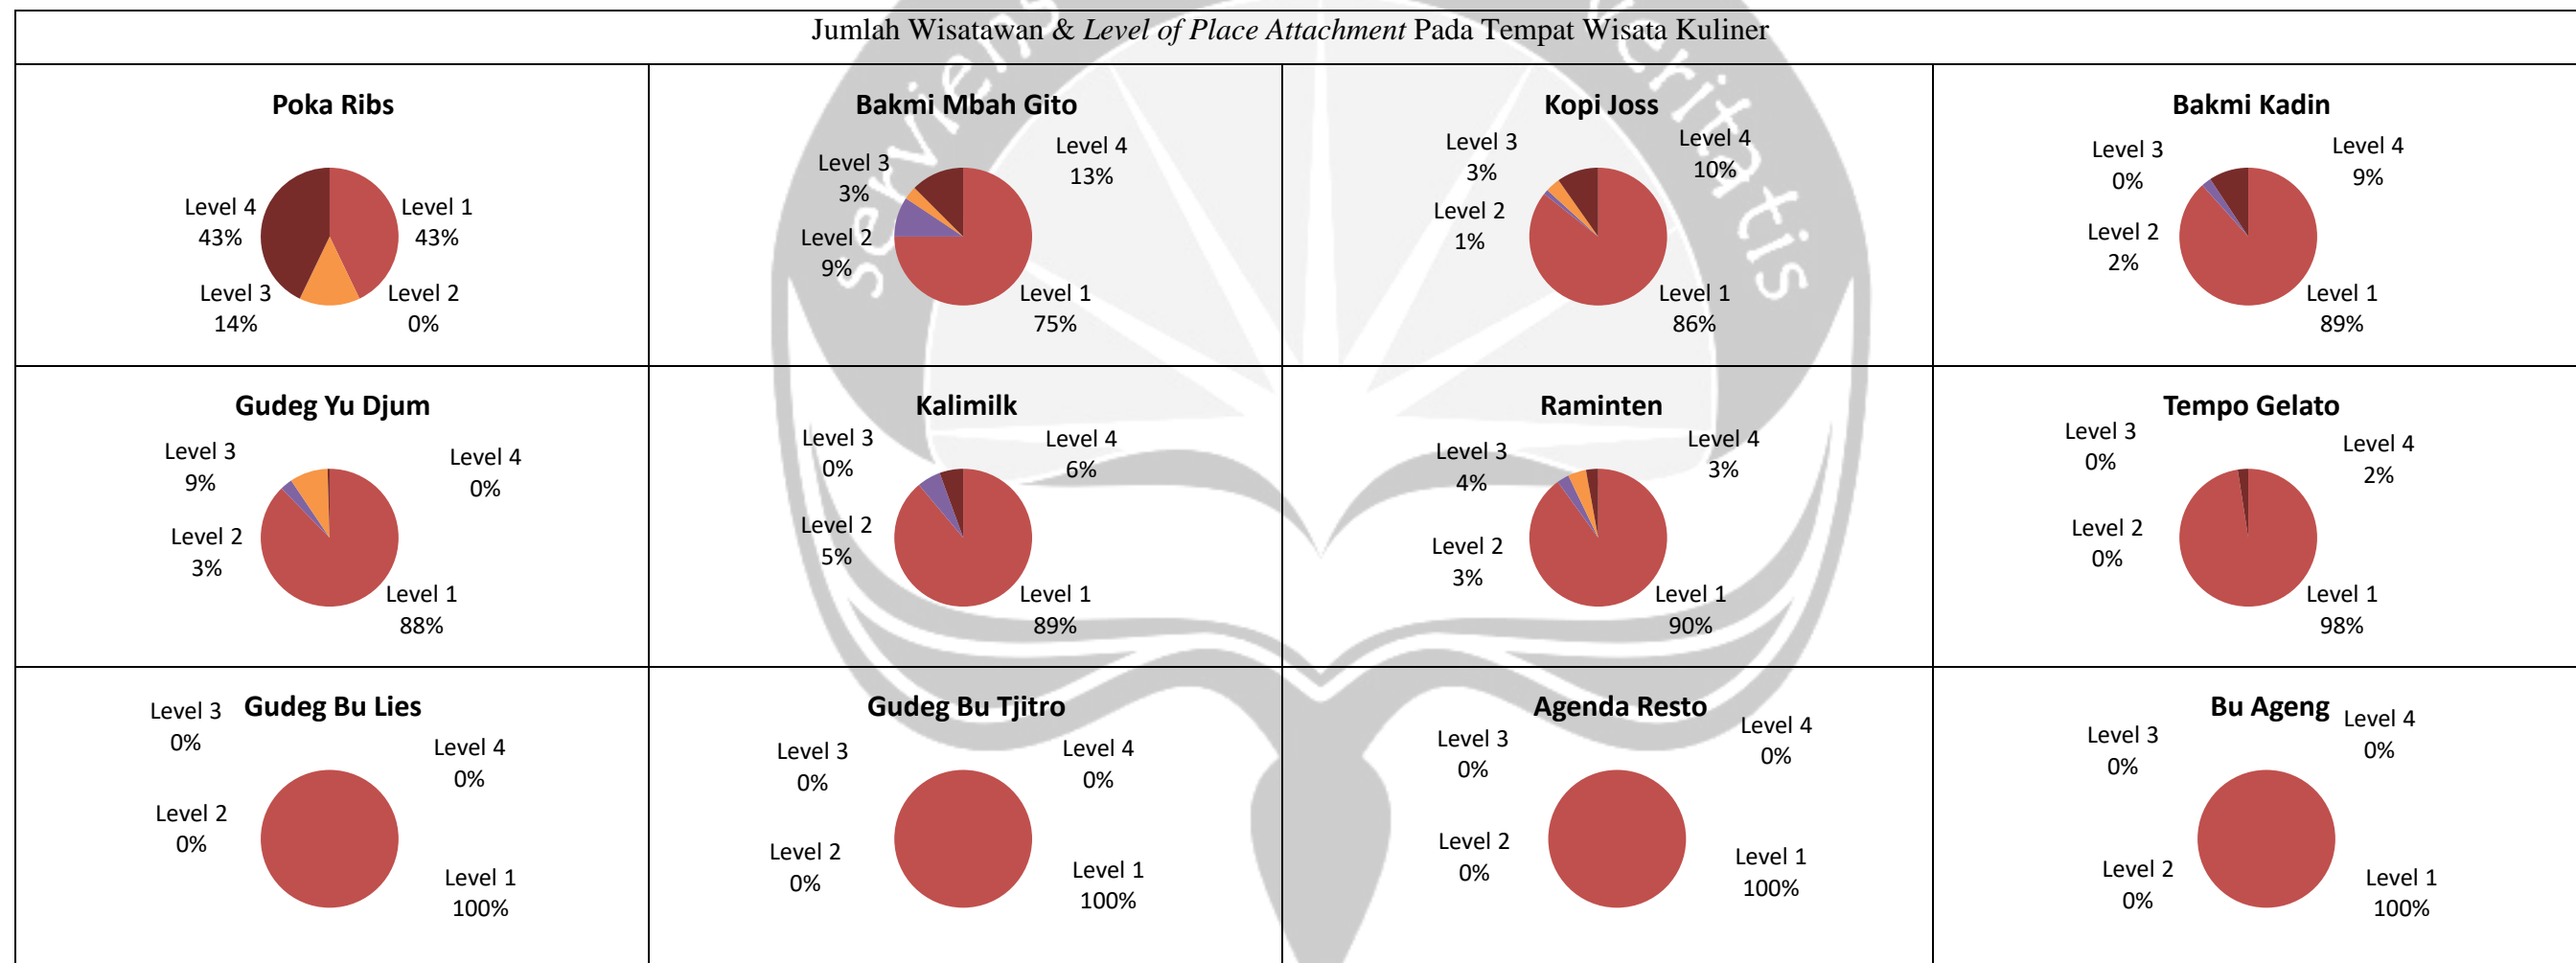 Jumlah Wisatawan & Level of Place Attachment Pada Tempat Wisata Kuliner
Poka Ribs
Level 4
43%
Level 1
43%
Level 3
14%
Level 2
0%
Bakmi Mbah Gito
Level 4
13%
Level 3
3%
Level 2
9%
Level 1
75%
Kopi Joss
Level 3
3%
Level 4
10%
Level 2
1%
Level 1
86%
Bakmi Kadin
Level 3
0%
Level 4
9%
Level 2
2%
Level 1
89%
Gudeg Yu Djum
Level 3
9%
Level 4
0%
Level 2
3%
Level 1
88%
Kalimilk
Level 3
0%
Level 4
6%
Level 2
5%
Level 1
89%
Raminten
Level 3
4%
Level 4
3%
Level 2
3%
Level 1
90%
Tempo Gelato
Level 3
0%
Level 4
2%
Level 2
0%
Level 1
98%
Gudeg Bu Lies
Level 3
0%
Level 4
0%
Level 2
0%
Level 1
100%
Gudeg Bu Tjitro
Level 3
0%
Level 4
0%
Level 2
0%
Level 1
100%
Agenda Resto
Level 3
0%
Level 4
0%
Level 2
0%
Level 1
100%
Bu Ageng
Level 3
0%
Level 4
0%
Level 2
0%
Level 1
100%
serviens
veritatis